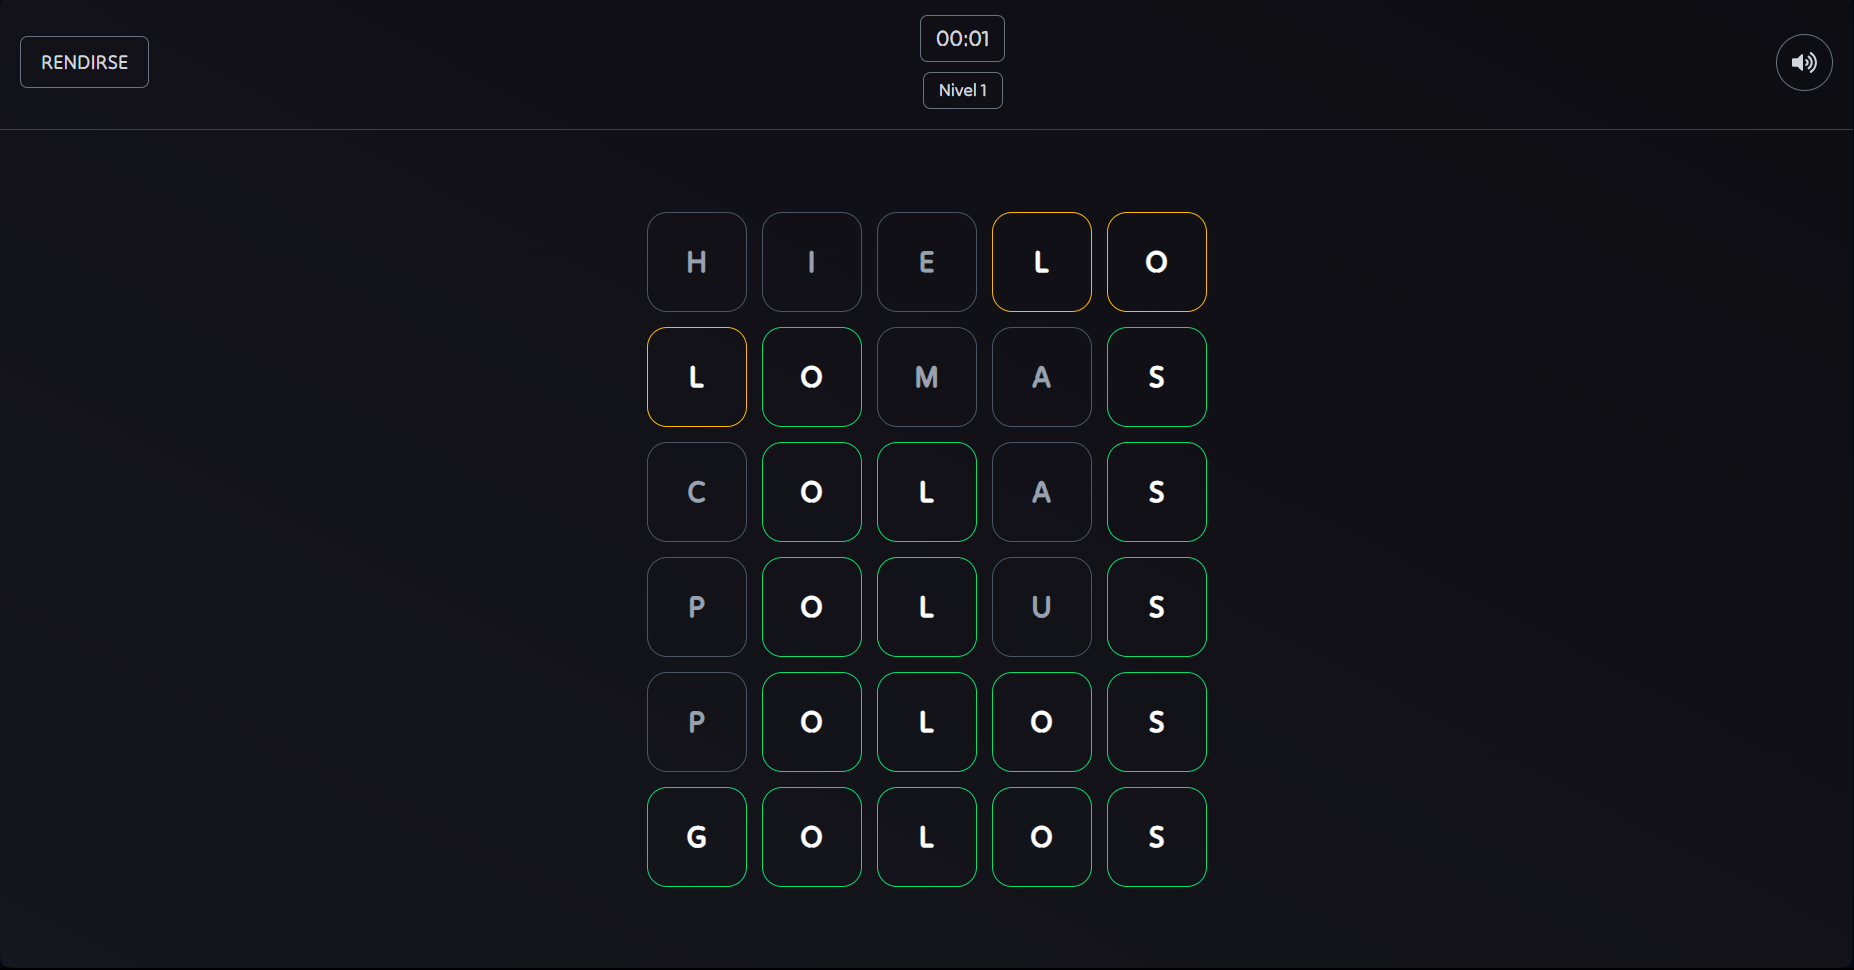 RENDIRSE
00:01
Nivel 1
H I E L O
L O M A S
C O L A S
P O L U S
P O L O S
G O L O S